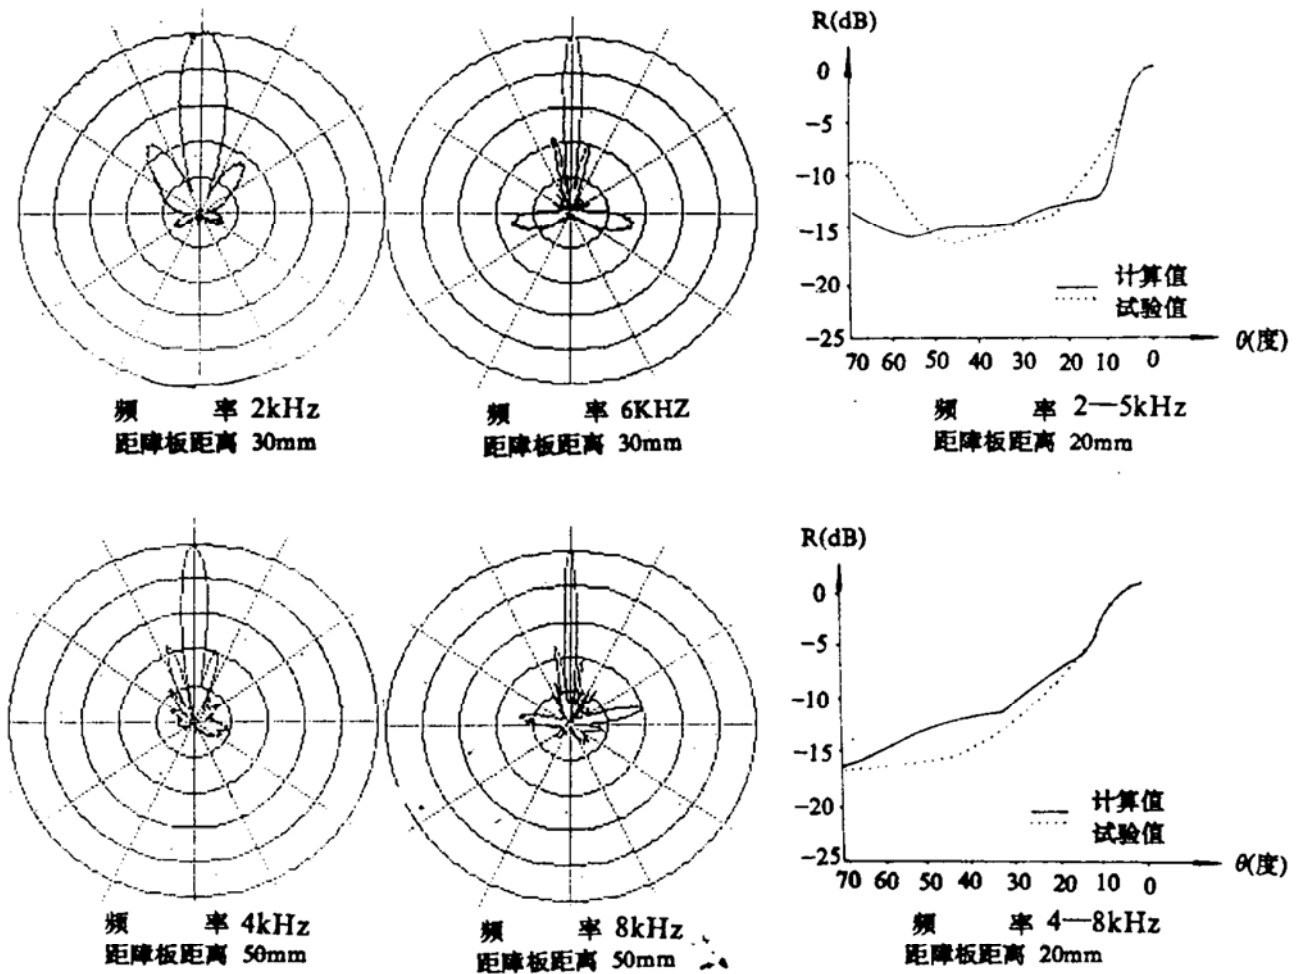 频 率 2kHz
距障板距离 30mm
频 率 6KHZ
距障板距离 30mm
R(dB)
0
−5
−10
−15
−20
−25
计算值
试验值
70 60 50 40 30 20 10 0 θ(度)
频 率 2—5kHz
距障板距离 20mm
频 率 4kHz
距障板距离 50mm
频 率 8kHz
距障板距离 50mm
R(dB)
0
−5
−10
−15
−20
−25
计算值
试验值
70 60 50 40 30 20 10 0 θ(度)
频 率 4—8kHz
距障板距离 20mm